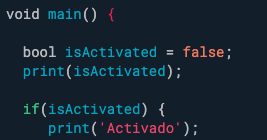 void main() {
bool isActivated = false;
print(isActivated);
if(isActivated) {
print('Activado');